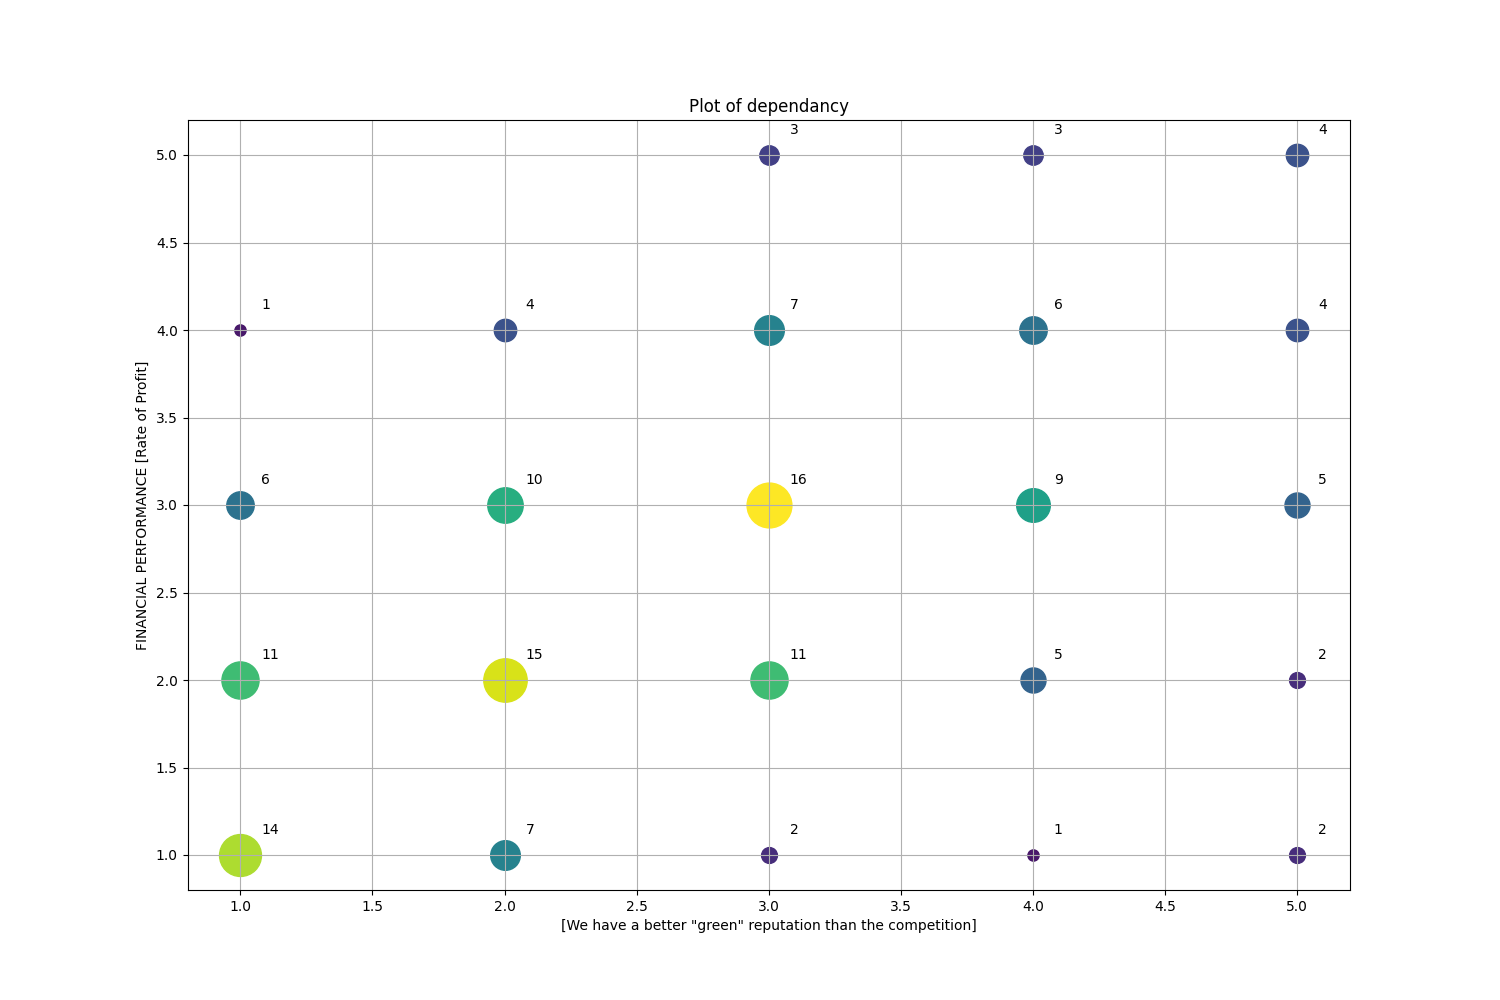 Plot of dependancy
3 3 4
5.0
4.5
1 4 7 6 4
4.0
3.5
6 10 16 9 5
3.0
2.5
11 15 11 5 2
2.0
1.5
14 7 2 1 2
1.0
FINANCIAL PERFORMANCE [Rate of Profit]
1.0 1.5 2.0 2.5 3.0 3.5 4.0 4.5 5.0
[We have a better "green" reputation than the competition]